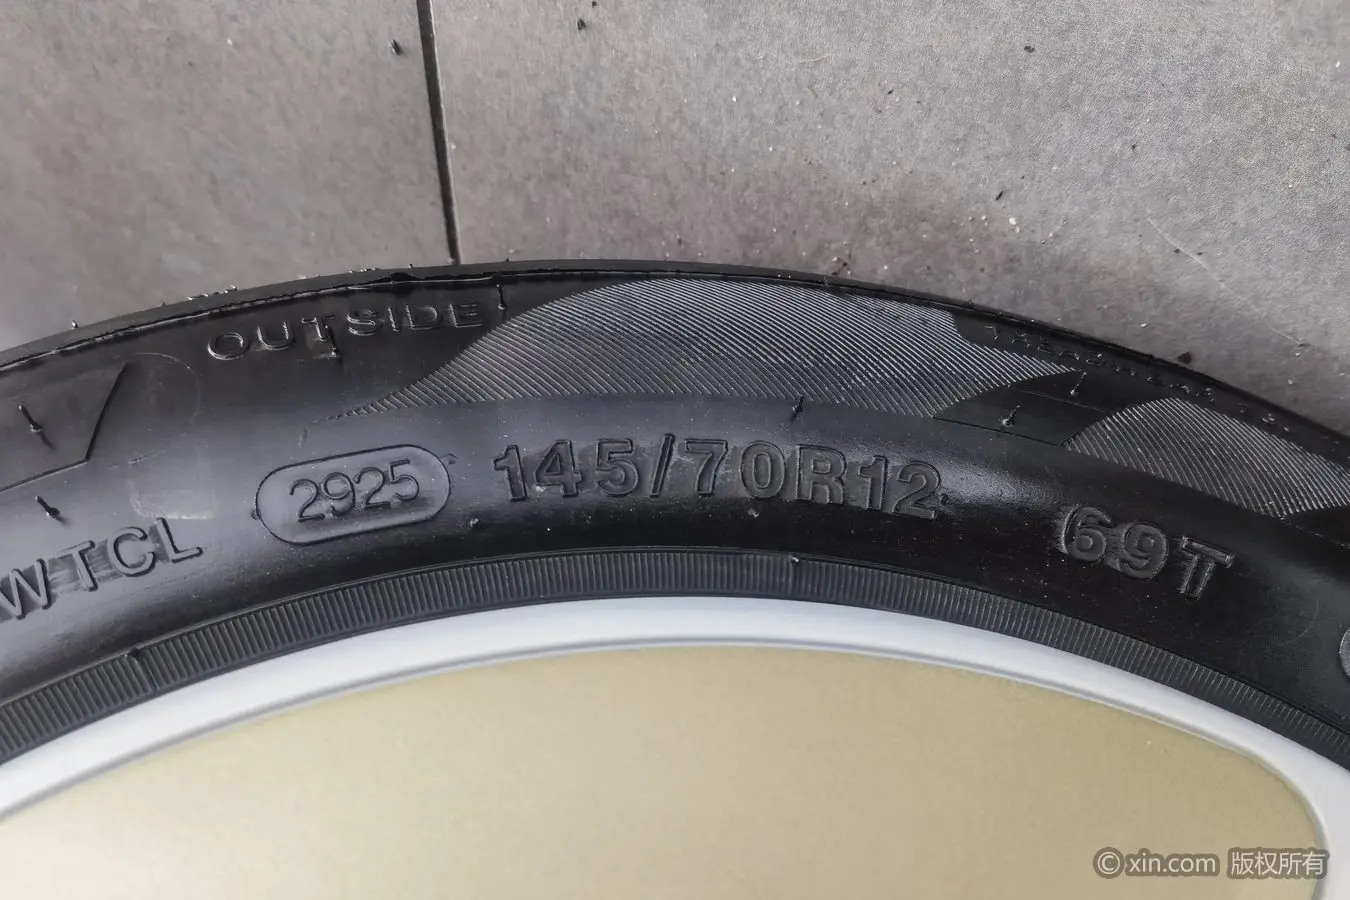 OUTSIDE
WTCL 2925 145/70R12 69T
©xin.com 版权所有